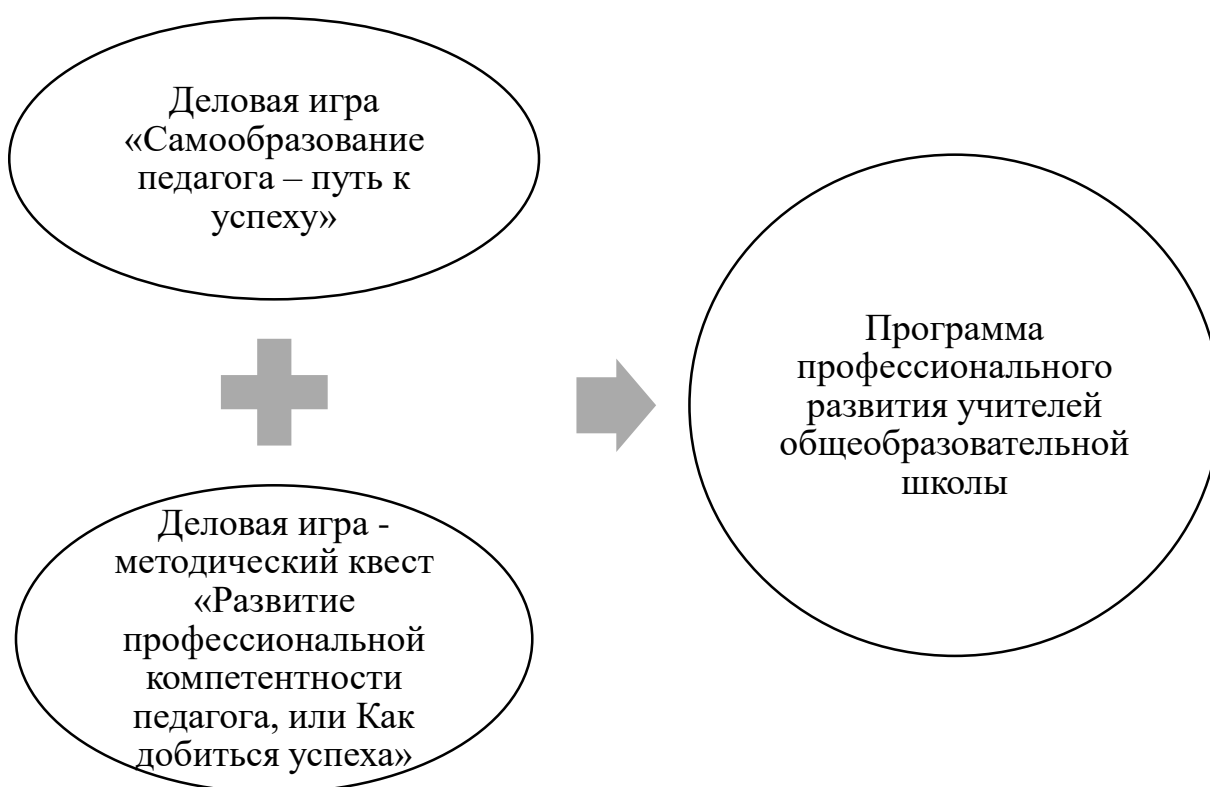 Деловая игра
«Самообразование
педагога – путь к
успеху»
Деловая игра -
методический квест
«Развитие
профессиональной
компетентности
педагога, или Как
добиться успеха»
Программа
профессионального
развития учителей
общеобразовательной
школы